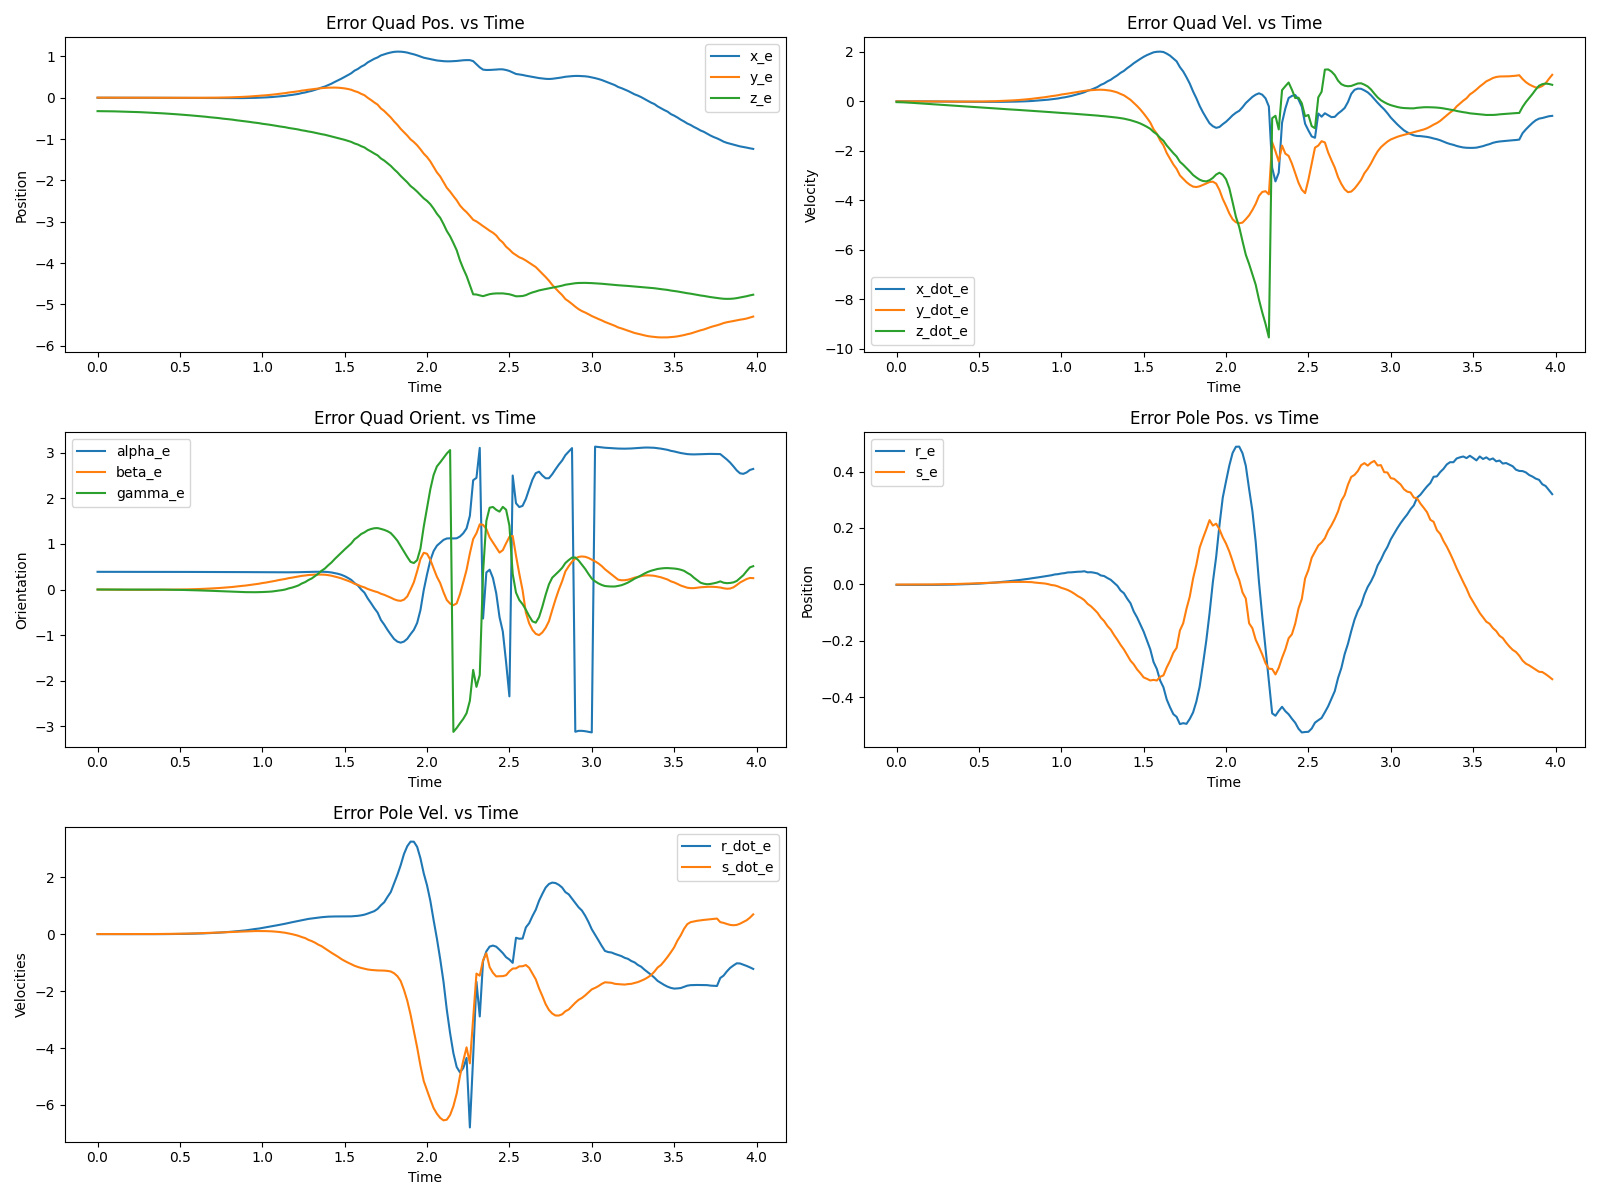 Error Quad Pos. vs Time
Position
1
0
−1
−2
−3
−4
−5
−6
x_e
y_e
z_e
0.0 0.5 1.0 1.5 2.0 2.5 3.0 3.5 4.0
Time
Error Quad Vel. vs Time
Velocity
2
0
−2
−4
−6
−8
−10
x_dot_e
y_dot_e
z_dot_e
0.0 0.5 1.0 1.5 2.0 2.5 3.0 3.5 4.0
Time
Error Quad Orient. vs Time
Orientation
3
2
1
0
−1
−2
−3
alpha_e
beta_e
gamma_e
0.0 0.5 1.0 1.5 2.0 2.5 3.0 3.5 4.0
Time
Error Pole Pos. vs Time
Position
0.4
0.2
0.0
−0.2
−0.4
r_e
s_e
0.0 0.5 1.0 1.5 2.0 2.5 3.0 3.5 4.0
Time
Error Pole Vel. vs Time
Velocities
2
0
−2
−4
−6
r_dot_e
s_dot_e
0.0 0.5 1.0 1.5 2.0 2.5 3.0 3.5 4.0
Time